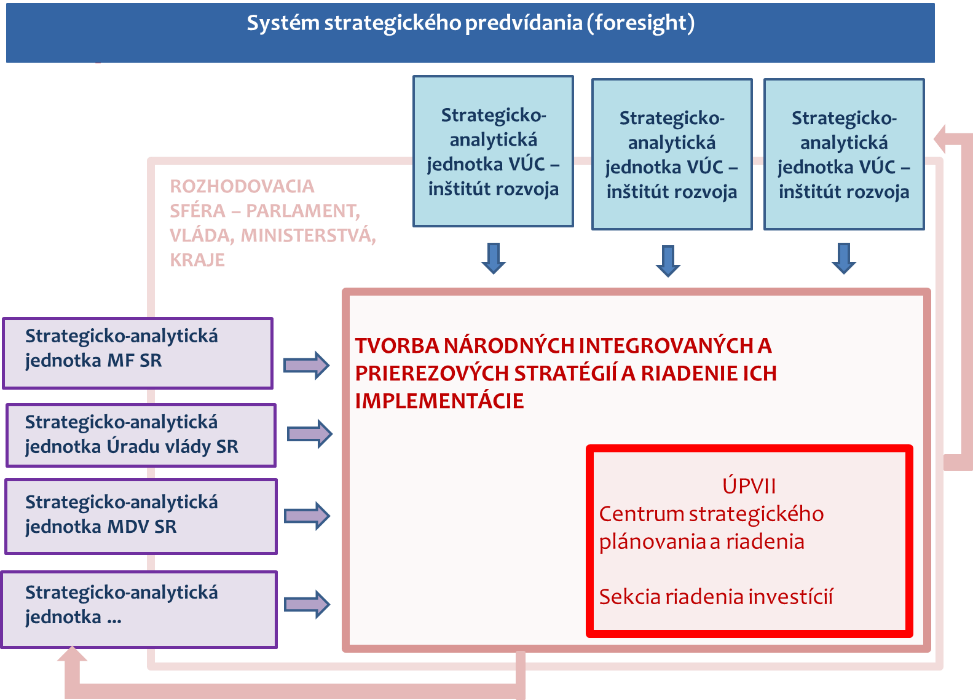 Systém strategického predvídania (foresight)
Strategicko-
analytická
jednotka VÚC –
inštitút rozvoja
Strategicko-
analytická
jednotka VÚC –
inštitút rozvoja
Strategicko-
analytická
jednotka VÚC –
inštitút rozvoja
ROZHODOVACIA
SFÉRA – PARLAMENT,
VLÁDA, MINISTERSTVÁ,
KRAJE
Strategicko-analytická
jednotka MF SR
Strategicko-analytická
jednotka Úradu vlády SR
Strategicko-analytická
jednotka MDV SR
Strategicko-analytická
jednotka ...
TVORBA NÁRODNÝCH INTEGROVANÝCH A
PRIEREZOVÝCH STRATÉGIÍ A RIADENIE ICH
IMPLEMENTÁCIE
ÚPVII
Centrum strategického
plánovania a riadenia
Sekcia riadenia investícií